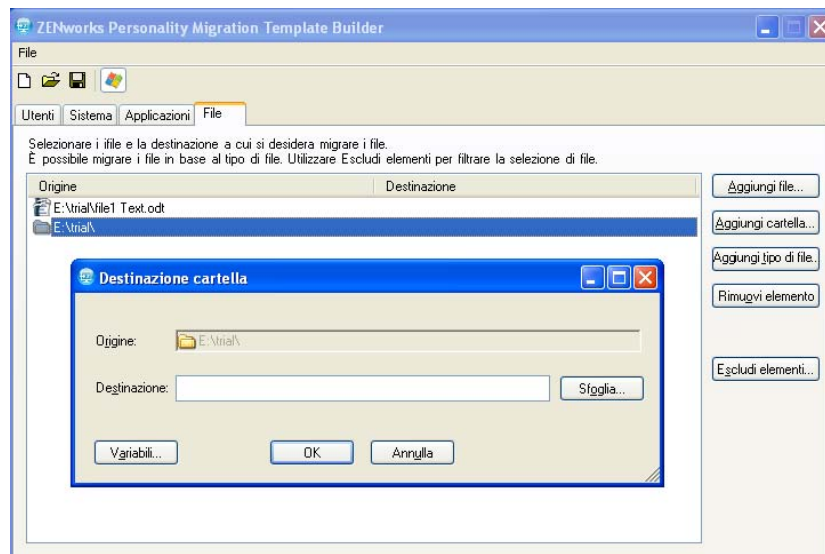 ZENworks Personality Migration Template Builder
File
Utenti Sistema Applicazioni File
Selezionare i ifile e la destinazione a cui si desidera migrare i file.
È possibile migrare i file in base al tipo di file. Utilizzare Escludi elementi per filtrare la selezione di file.
Origine Destinazione
E:\trial\file1 Text.odt
E:\trial\
Aggiungi file...
Aggiungi cartella...
Aggiungi tipo di file..
Rimuovi elemento
Escludi elementi...
Destinazione cartella
Origine: E:\trial\
Destinazione: Sfoglia...
Variabili... OK Annulla